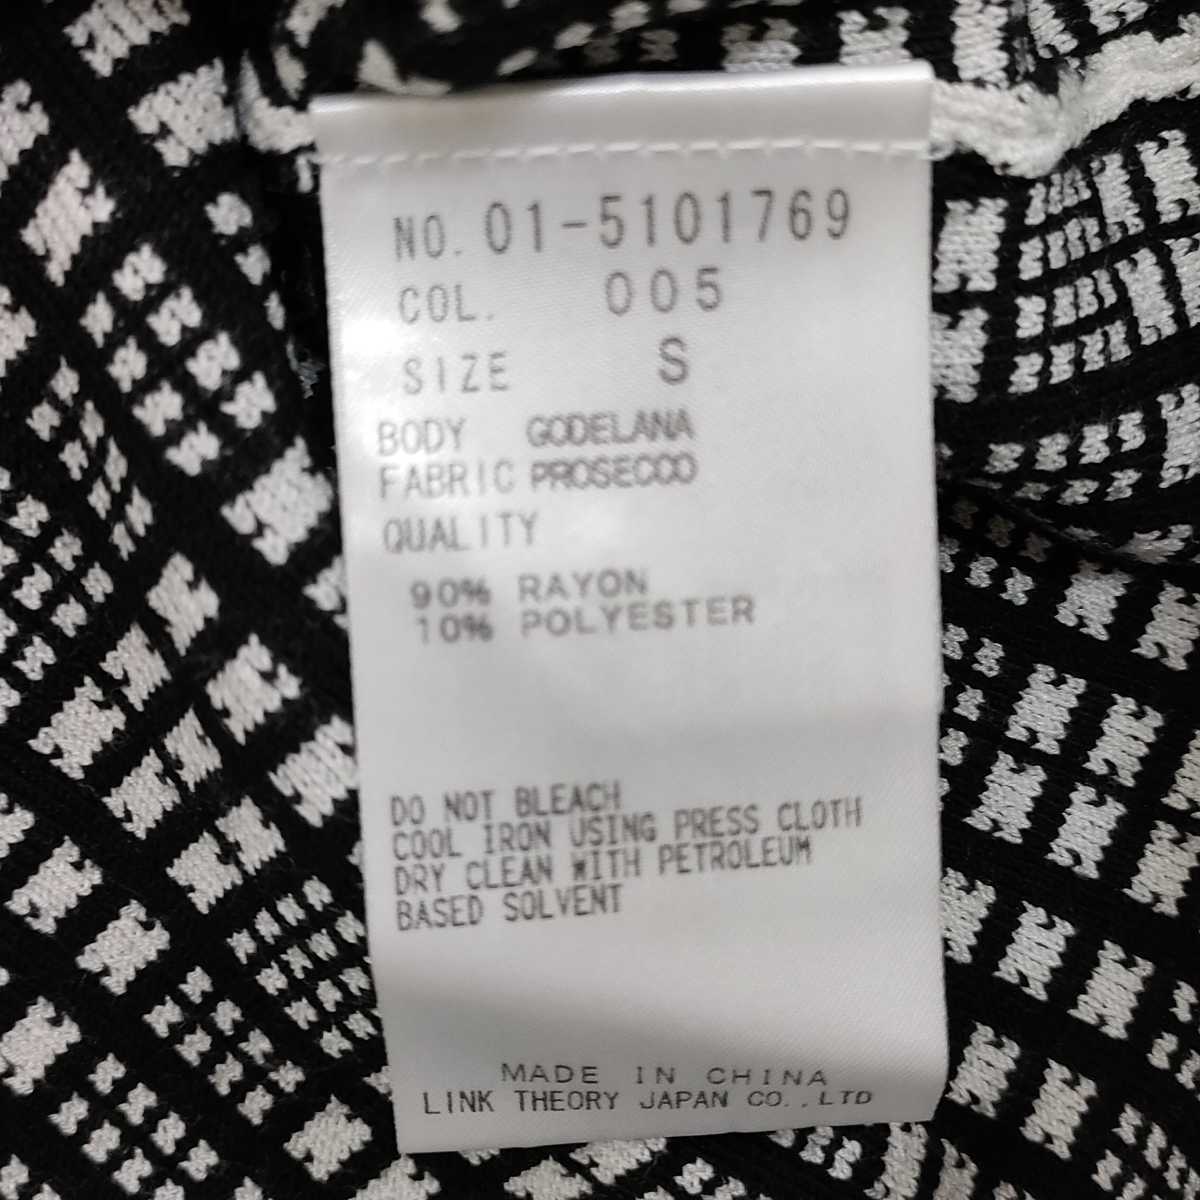 NO. 01-5101769
COL. 005
SIZE S
BODY GODELANA
FABRIC PROSECCO
QUALITY
90% RAYON
10% POLYESTER
DO NOT BLEACH
COOL IRON USING PRESS CLOTH
DRY CLEAN WITH PETROLEUM
BASED SOLVENT
MADE IN CHINA
LINK THEORY JAPAN CO.,LTD